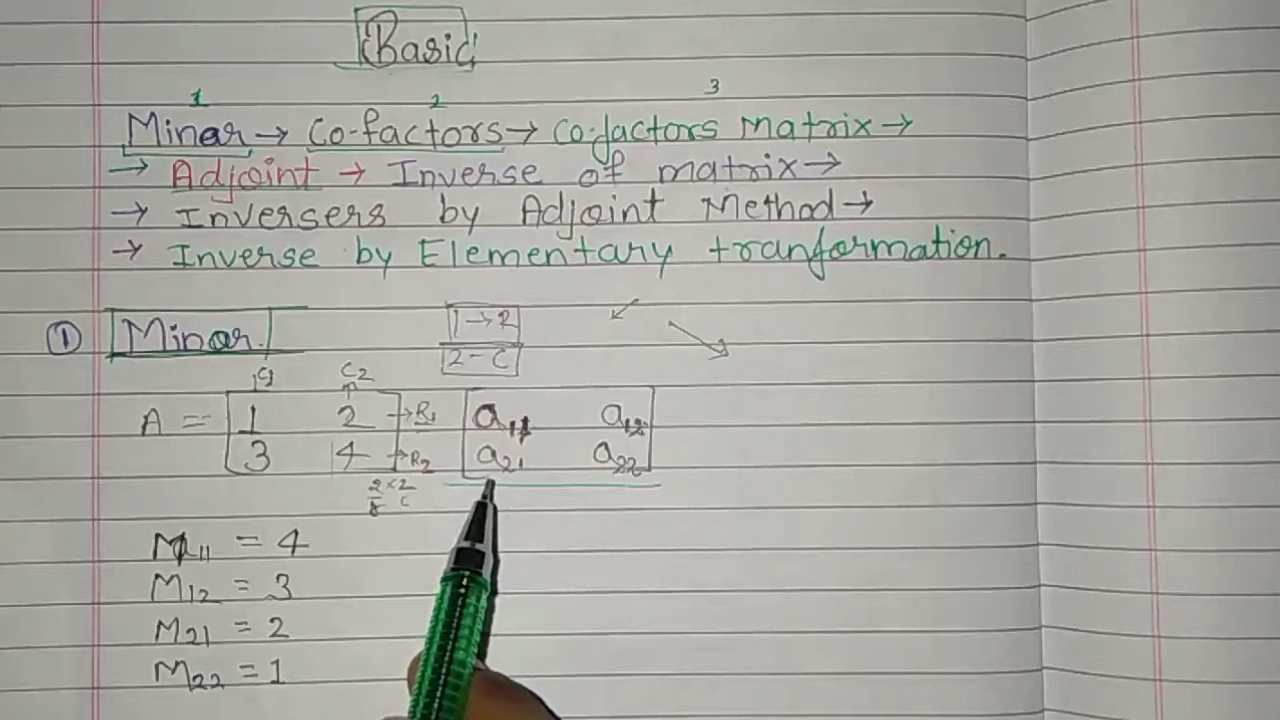 Basic
1 2 3
Minar → Co-factors → Co-factors Matrix →
→ Adjoint → Inverse of matrix →
→ Inversers by Adjoint Method →
→ Inverse by Elementary tranformation.
① Minar
1 → R
2 - C
C1 C2
A = 1 2 → R1 a11 a12
3 4 → R2 a21 a22
2 × 2
C
M11 = 4
M12 = 3
M21 = 2
M22 = 1